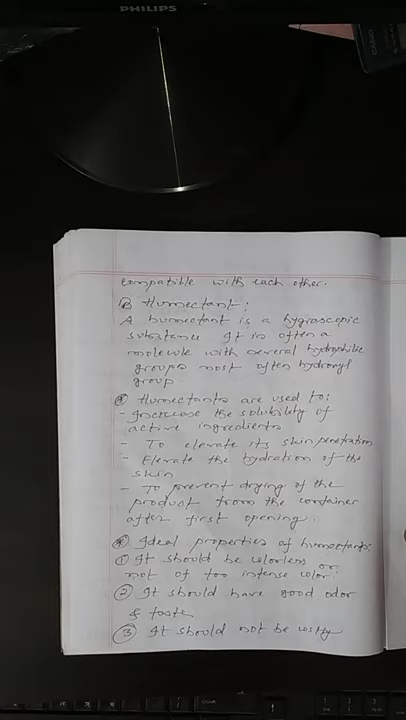 PHILIPS
CASIO
compatible with each other.
B Humectant:
A humectant is a hygroscopic
substance It is often a
molecule with several hydrophilic
groups most often hydroxyl
group.
* Humectants are used to:
- Increase the solubility of
active ingredients
- To elevate its skin penetration
- Elevate the hydration of the
skin
- To prevent drying of the
product from the container
after first opening.
* Ideal properties of humectants:
① It should be colorless or
not of too intense color.
② It should have good odor
& taste
③ It should not be costly